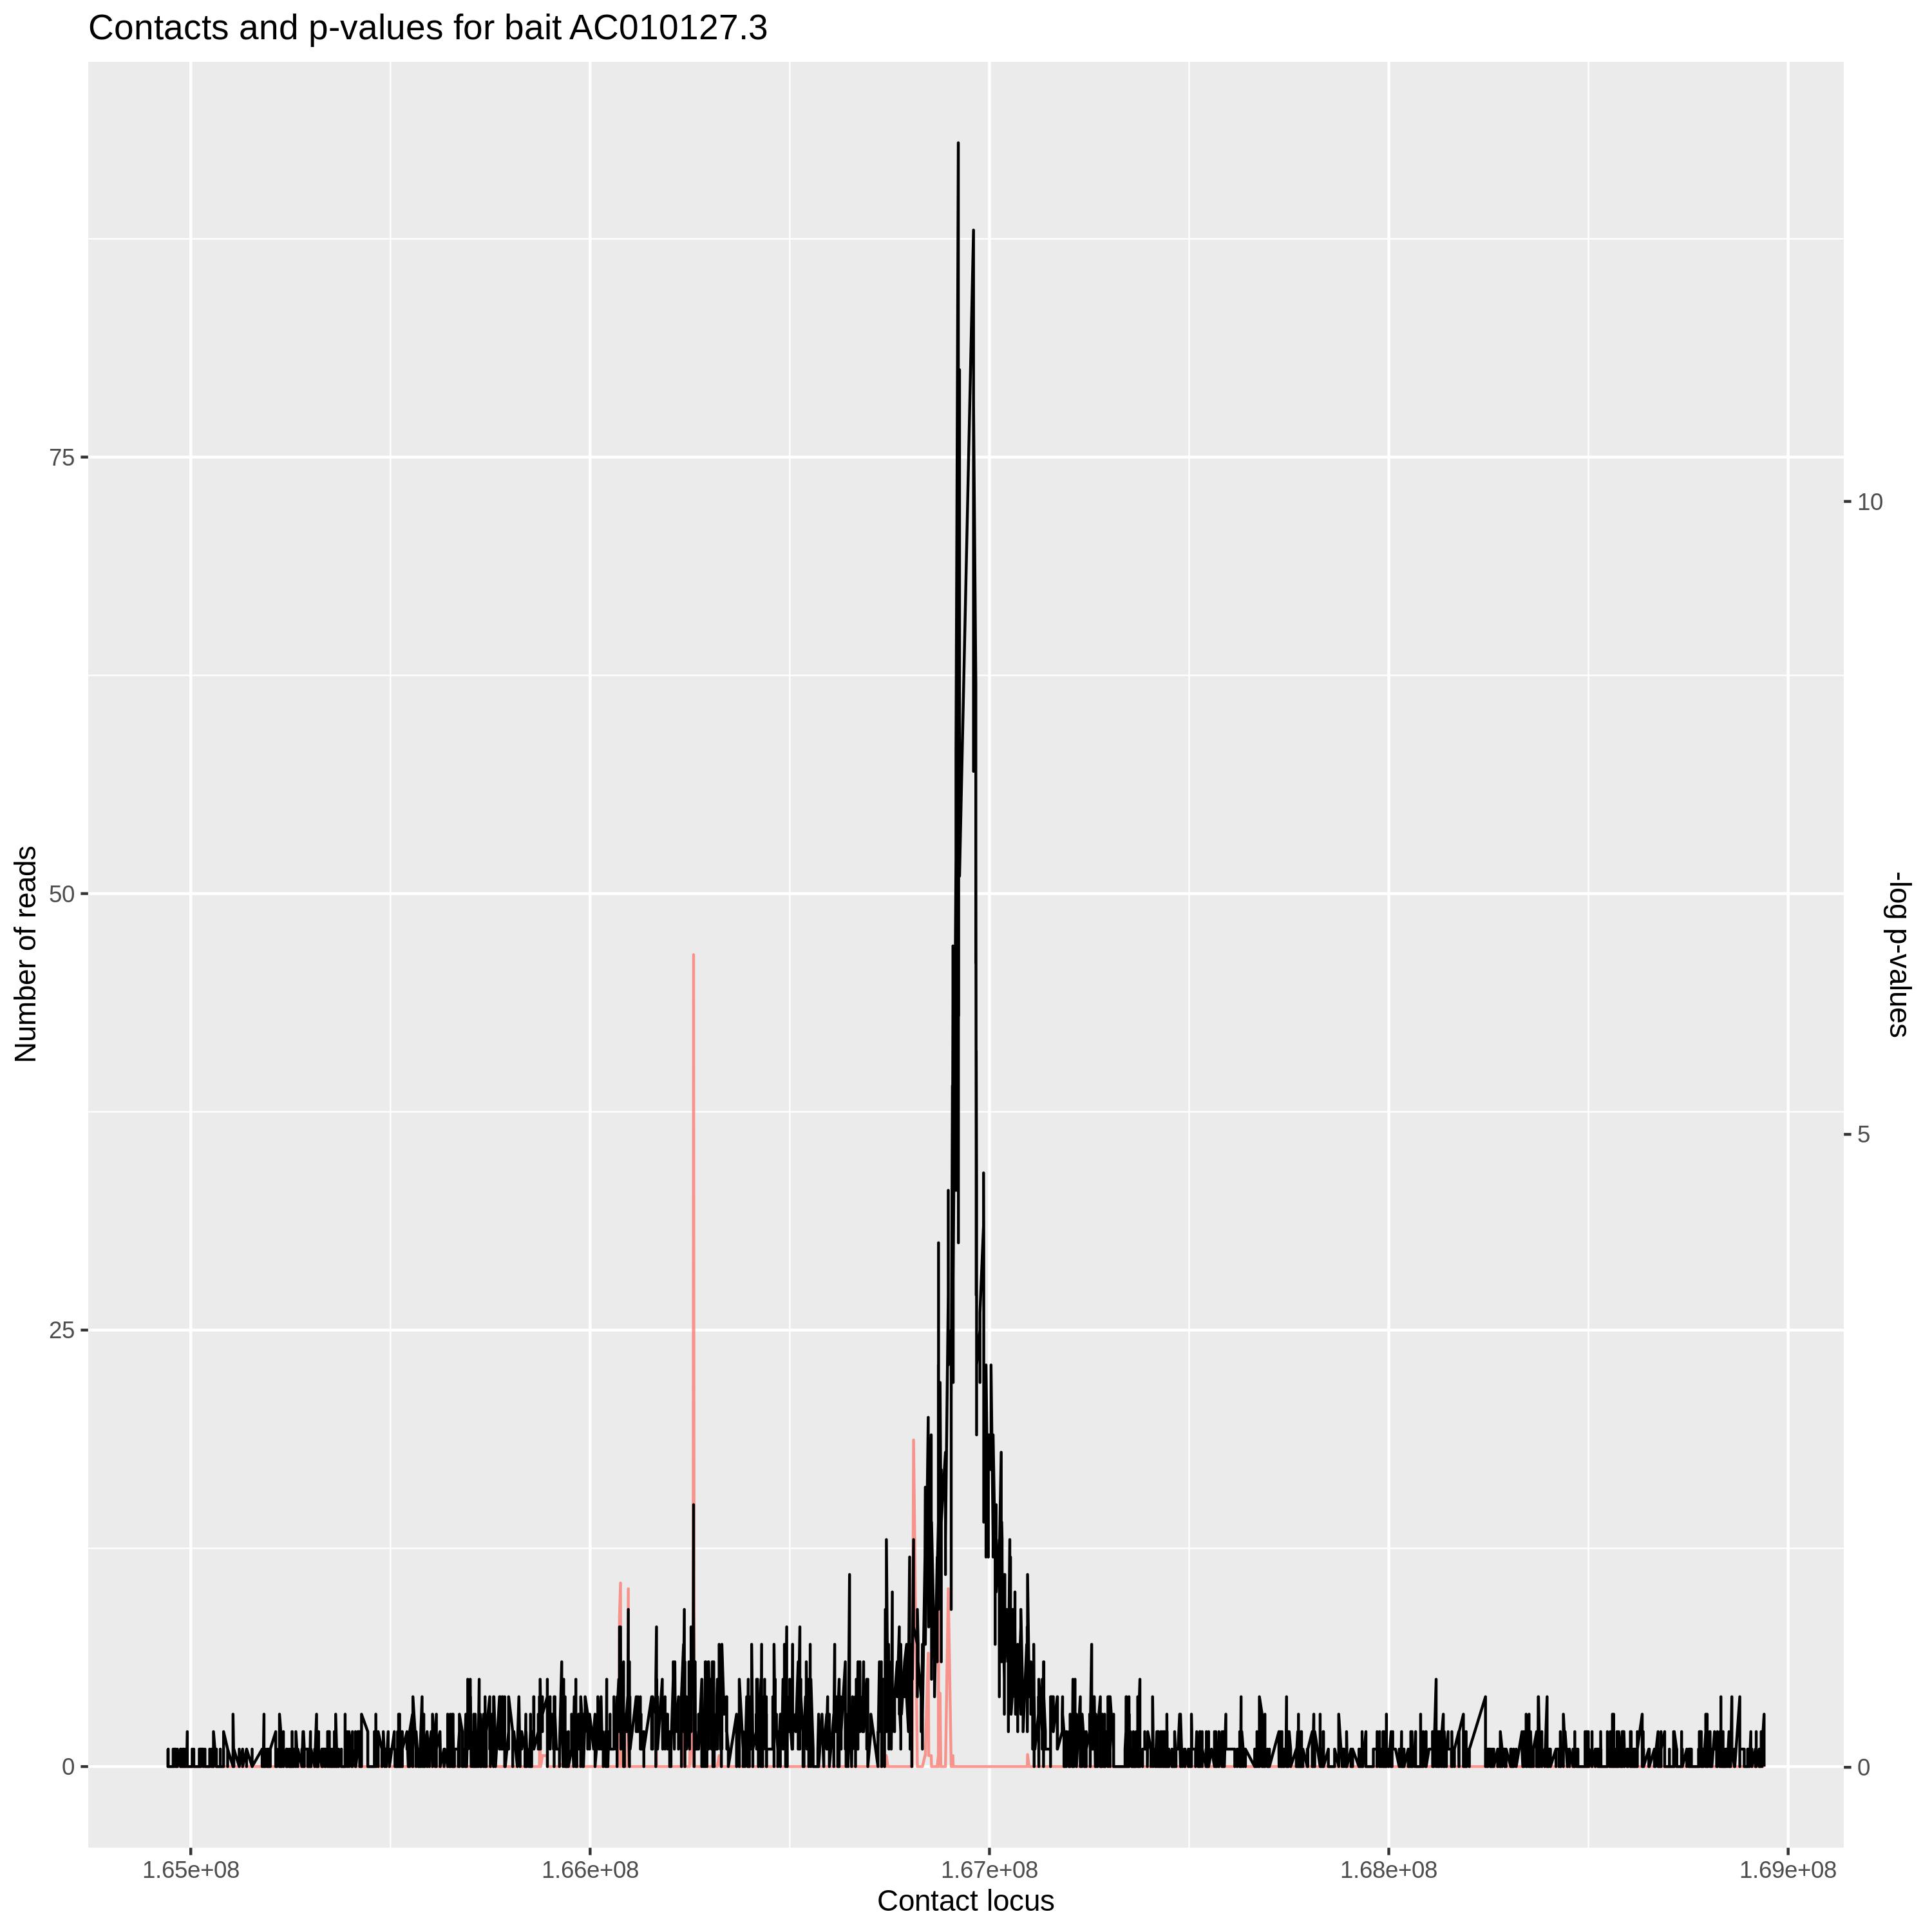 Contacts and p-values for bait AC010127.3
75
50
25
0
10
5
0
Number of reads
-log p-values
1.65e+08 1.66e+08 1.67e+08 1.68e+08 1.69e+08
Contact locus